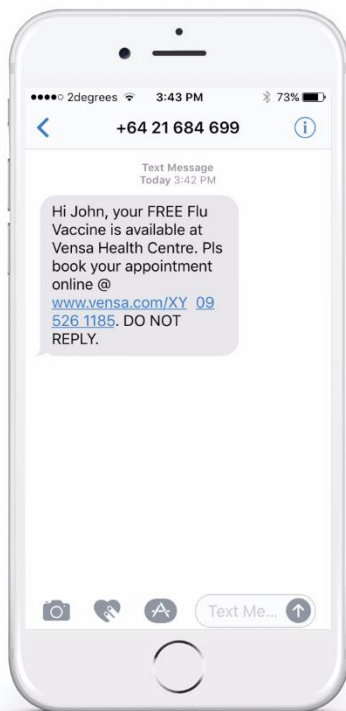 2degrees 3:43 PM 73%
+64 21 684 699
Text Message
Today 3:42 PM
Hi John, your FREE Flu
Vaccine is available at
Vensa Health Centre. Pls
book your appointment
online @
www.vensa.com/XY 09
526 1185. DO NOT
REPLY.
Text Me...